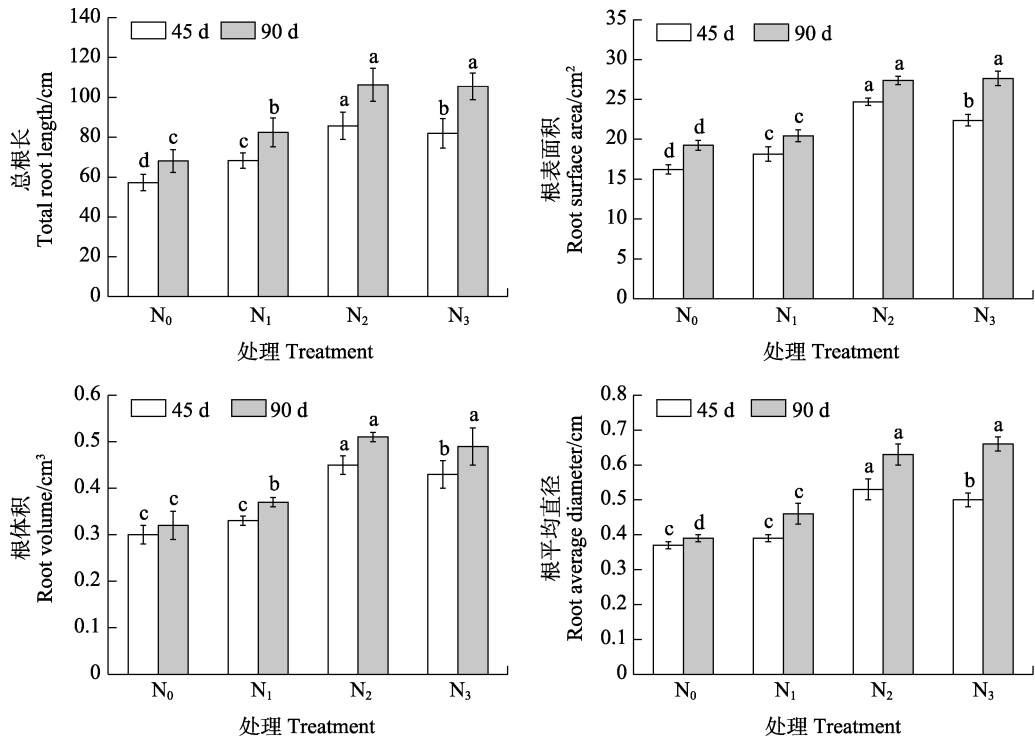 总根长
Total root length/cm
140
120
100
80
60
40
20
0
45 d
90 d
d
c
c
b
a
a
b
a
N₀
N₁
N₂
N₃
处理 Treatment
根表面积
Root surface area/cm²
35
30
25
20
15
10
5
0
45 d
90 d
d
d
c
c
a
a
b
a
N₀
N₁
N₂
N₃
处理 Treatment
根体积
Root volume/cm³
0.6
0.5
0.4
0.3
0.2
0.1
0
45 d
90 d
c
c
c
b
a
a
b
a
N₀
N₁
N₂
N₃
处理 Treatment
根平均直径
Root average diameter/cm
0.8
0.7
0.6
0.5
0.4
0.3
0.2
0.1
0
45 d
90 d
c
d
c
c
a
a
b
a
N₀
N₁
N₂
N₃
处理 Treatment